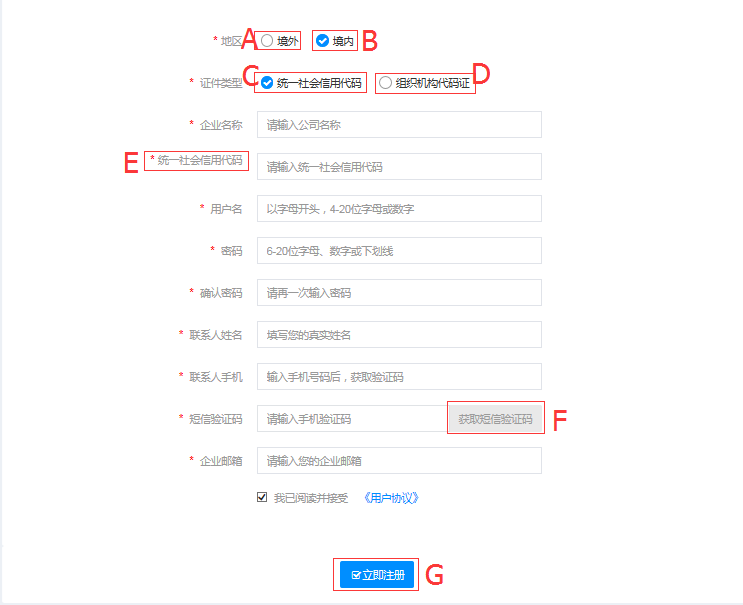 * 地区 A 境外 境内 B
* 证件类型 C 统一社会信用代码 组织机构代码证 D
* 企业名称 请输入公司名称
E * 统一社会信用代码 请输入统一社会信用代码
* 用户名 以字母开头，4-20位字母或数字
* 密码 6-20位字母、数字或下划线
* 确认密码 请再一次输入密码
* 联系人姓名 填写您的真实姓名
* 联系人手机 输入手机号码后，获取验证码
* 短信验证码 请输入手机验证码 获取短信验证码 F
* 企业邮箱 请输入您的企业邮箱
我已阅读并接受 《用户协议》
立即注册 G